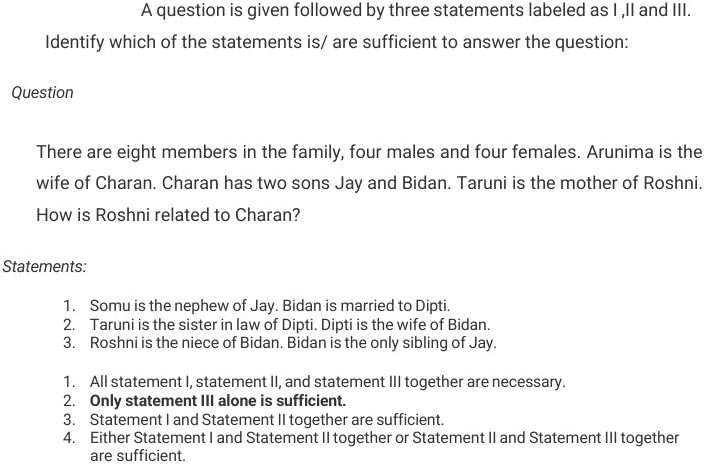 A question is given followed by three statements labeled as I ,II and III.
Identify which of the statements is/ are sufficient to answer the question:
Question
There are eight members in the family, four males and four females. Arunima is the
wife of Charan. Charan has two sons Jay and Bidan. Taruni is the mother of Roshni.
How is Roshni related to Charan?
Statements:
1. Somu is the nephew of Jay. Bidan is married to Dipti.
2. Taruni is the sister in law of Dipti. Dipti is the wife of Bidan.
3. Roshni is the niece of Bidan. Bidan is the only sibling of Jay.
1. All statement I, statement II, and statement III together are necessary.
2. Only statement III alone is sufficient.
3. Statement I and Statement II together are sufficient.
4. Either Statement I and Statement II together or Statement II and Statement III together
are sufficient.